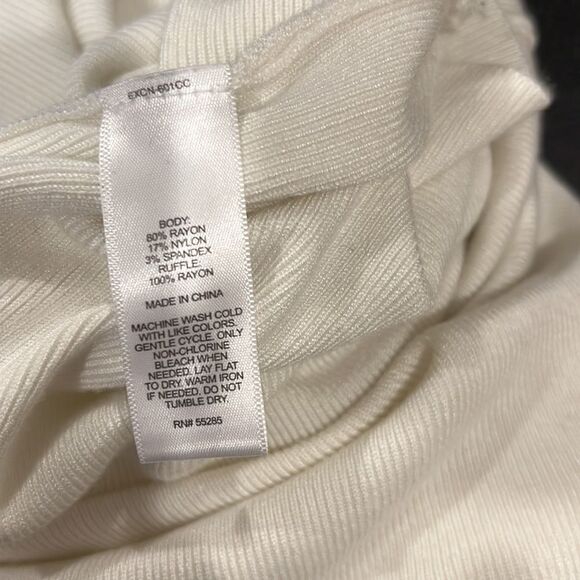 EXCN-601CC
BODY:
80% RAYON
17% NYLON
3% SPANDEX
RUFFLE:
100% RAYON
MADE IN CHINA
MACHINE WASH COLD
WITH LIKE COLORS.
GENTLE CYCLE. ONLY
NON-CHLORINE
BLEACH WHEN
NEEDED. LAY FLAT
TO DRY. WARM IRON
IF NEEDED. DO NOT
TUMBLE DRY.
RN# 55285